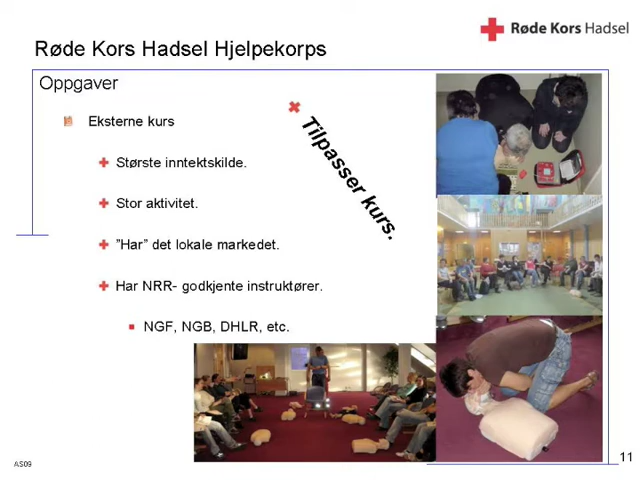 Røde Kors Hadsel
Røde Kors Hadsel Hjelpekorps
Oppgaver
Eksterne kurs
Største inntektskilde.
Stor aktivitet.
”Har” det lokale markedet.
Har NRR- godkjente instruktører.
NGF, NGB, DHLR, etc.
Tilpasser kurs.
AS09
11